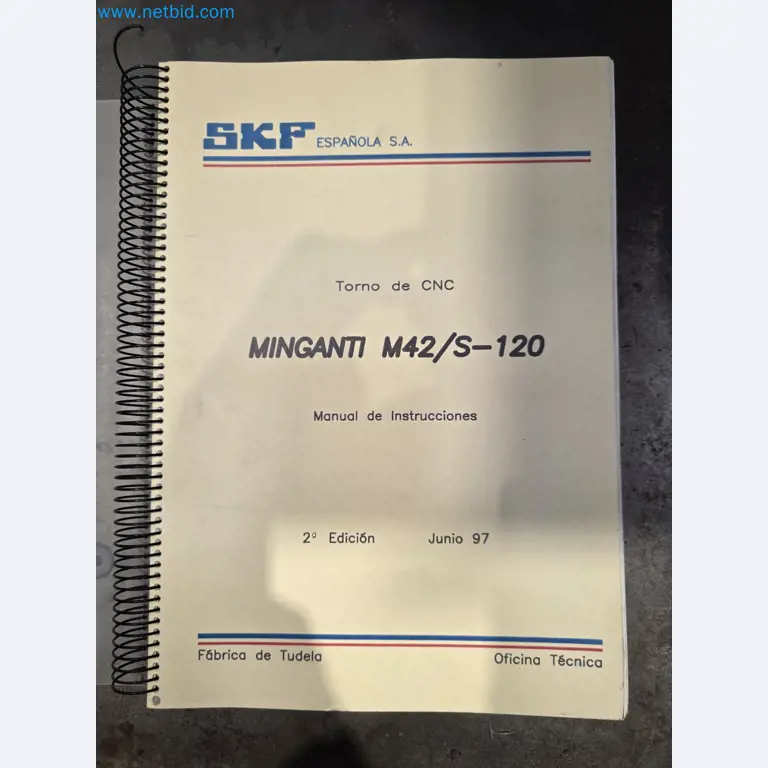 www.netbid.com
SKF ESPAÑOLA S.A.
Torno de CNC
MINGANTI M42/S-120
Manual de Instrucciones
2º Edición Junio 97
Fábrica de Tudela Oficina Técnica